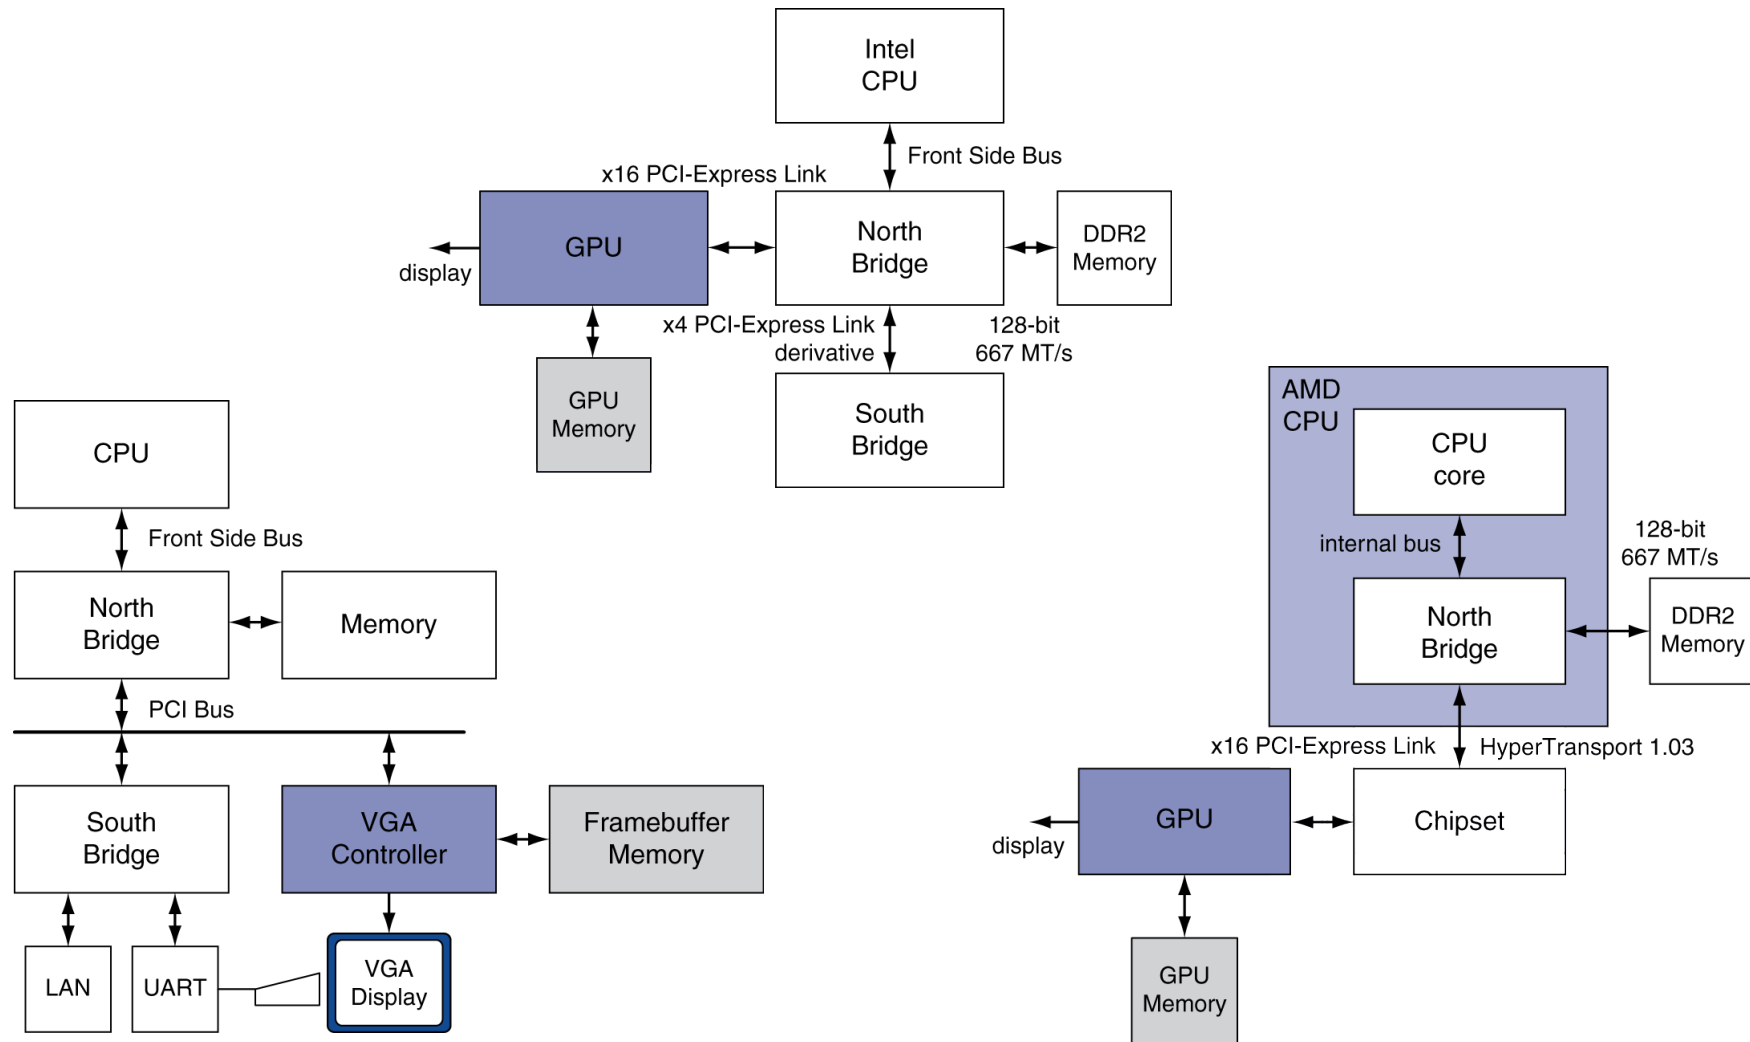 Intel
CPU
Front Side Bus
x16 PCI-Express Link
GPU
North
Bridge
DDR2
Memory
display
x4 PCI-Express Link
derivative
128-bit
667 MT/s
GPU
Memory
South
Bridge
CPU
Front Side Bus
North
Bridge
Memory
PCI Bus
South
Bridge
VGA
Controller
Framebuffer
Memory
LAN
UART
VGA
Display
AMD
CPU
CPU
core
internal bus
128-bit
667 MT/s
North
Bridge
DDR2
Memory
x16 PCI-Express Link
HyperTransport 1.03
GPU
Chipset
display
GPU
Memory